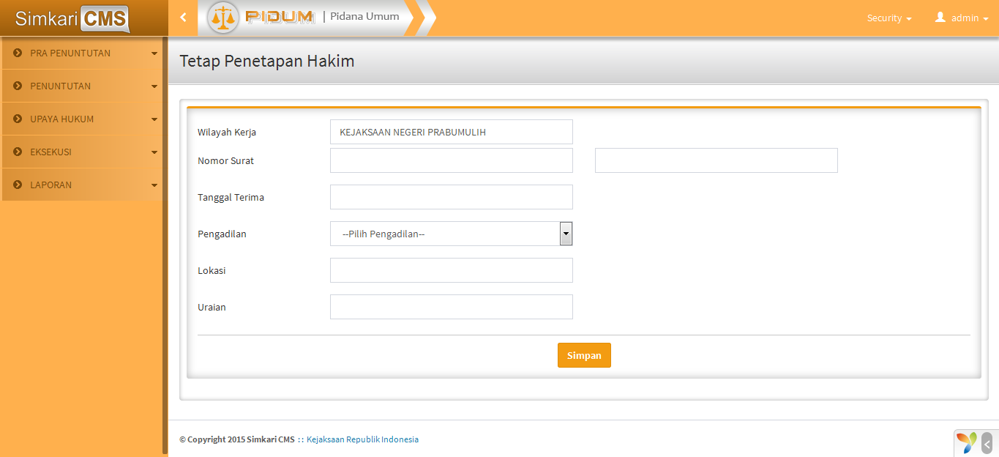 Simkari CMS
PIDUM | Pidana Umum
Security
admin
PRA PENUNTUTAN
PENUNTUTAN
UPAYA HUKUM
EKSEKUSI
LAPORAN
Tetap Penetapan Hakim
Wilayah Kerja KEJAKSAAN NEGERI PRABUMULIH
Nomor Surat
Tanggal Terima
Pengadilan --Pilih Pengadilan--
Lokasi
Uraian
Simpan
© Copyright 2015 Simkari CMS :: Kejaksaan Republik Indonesia